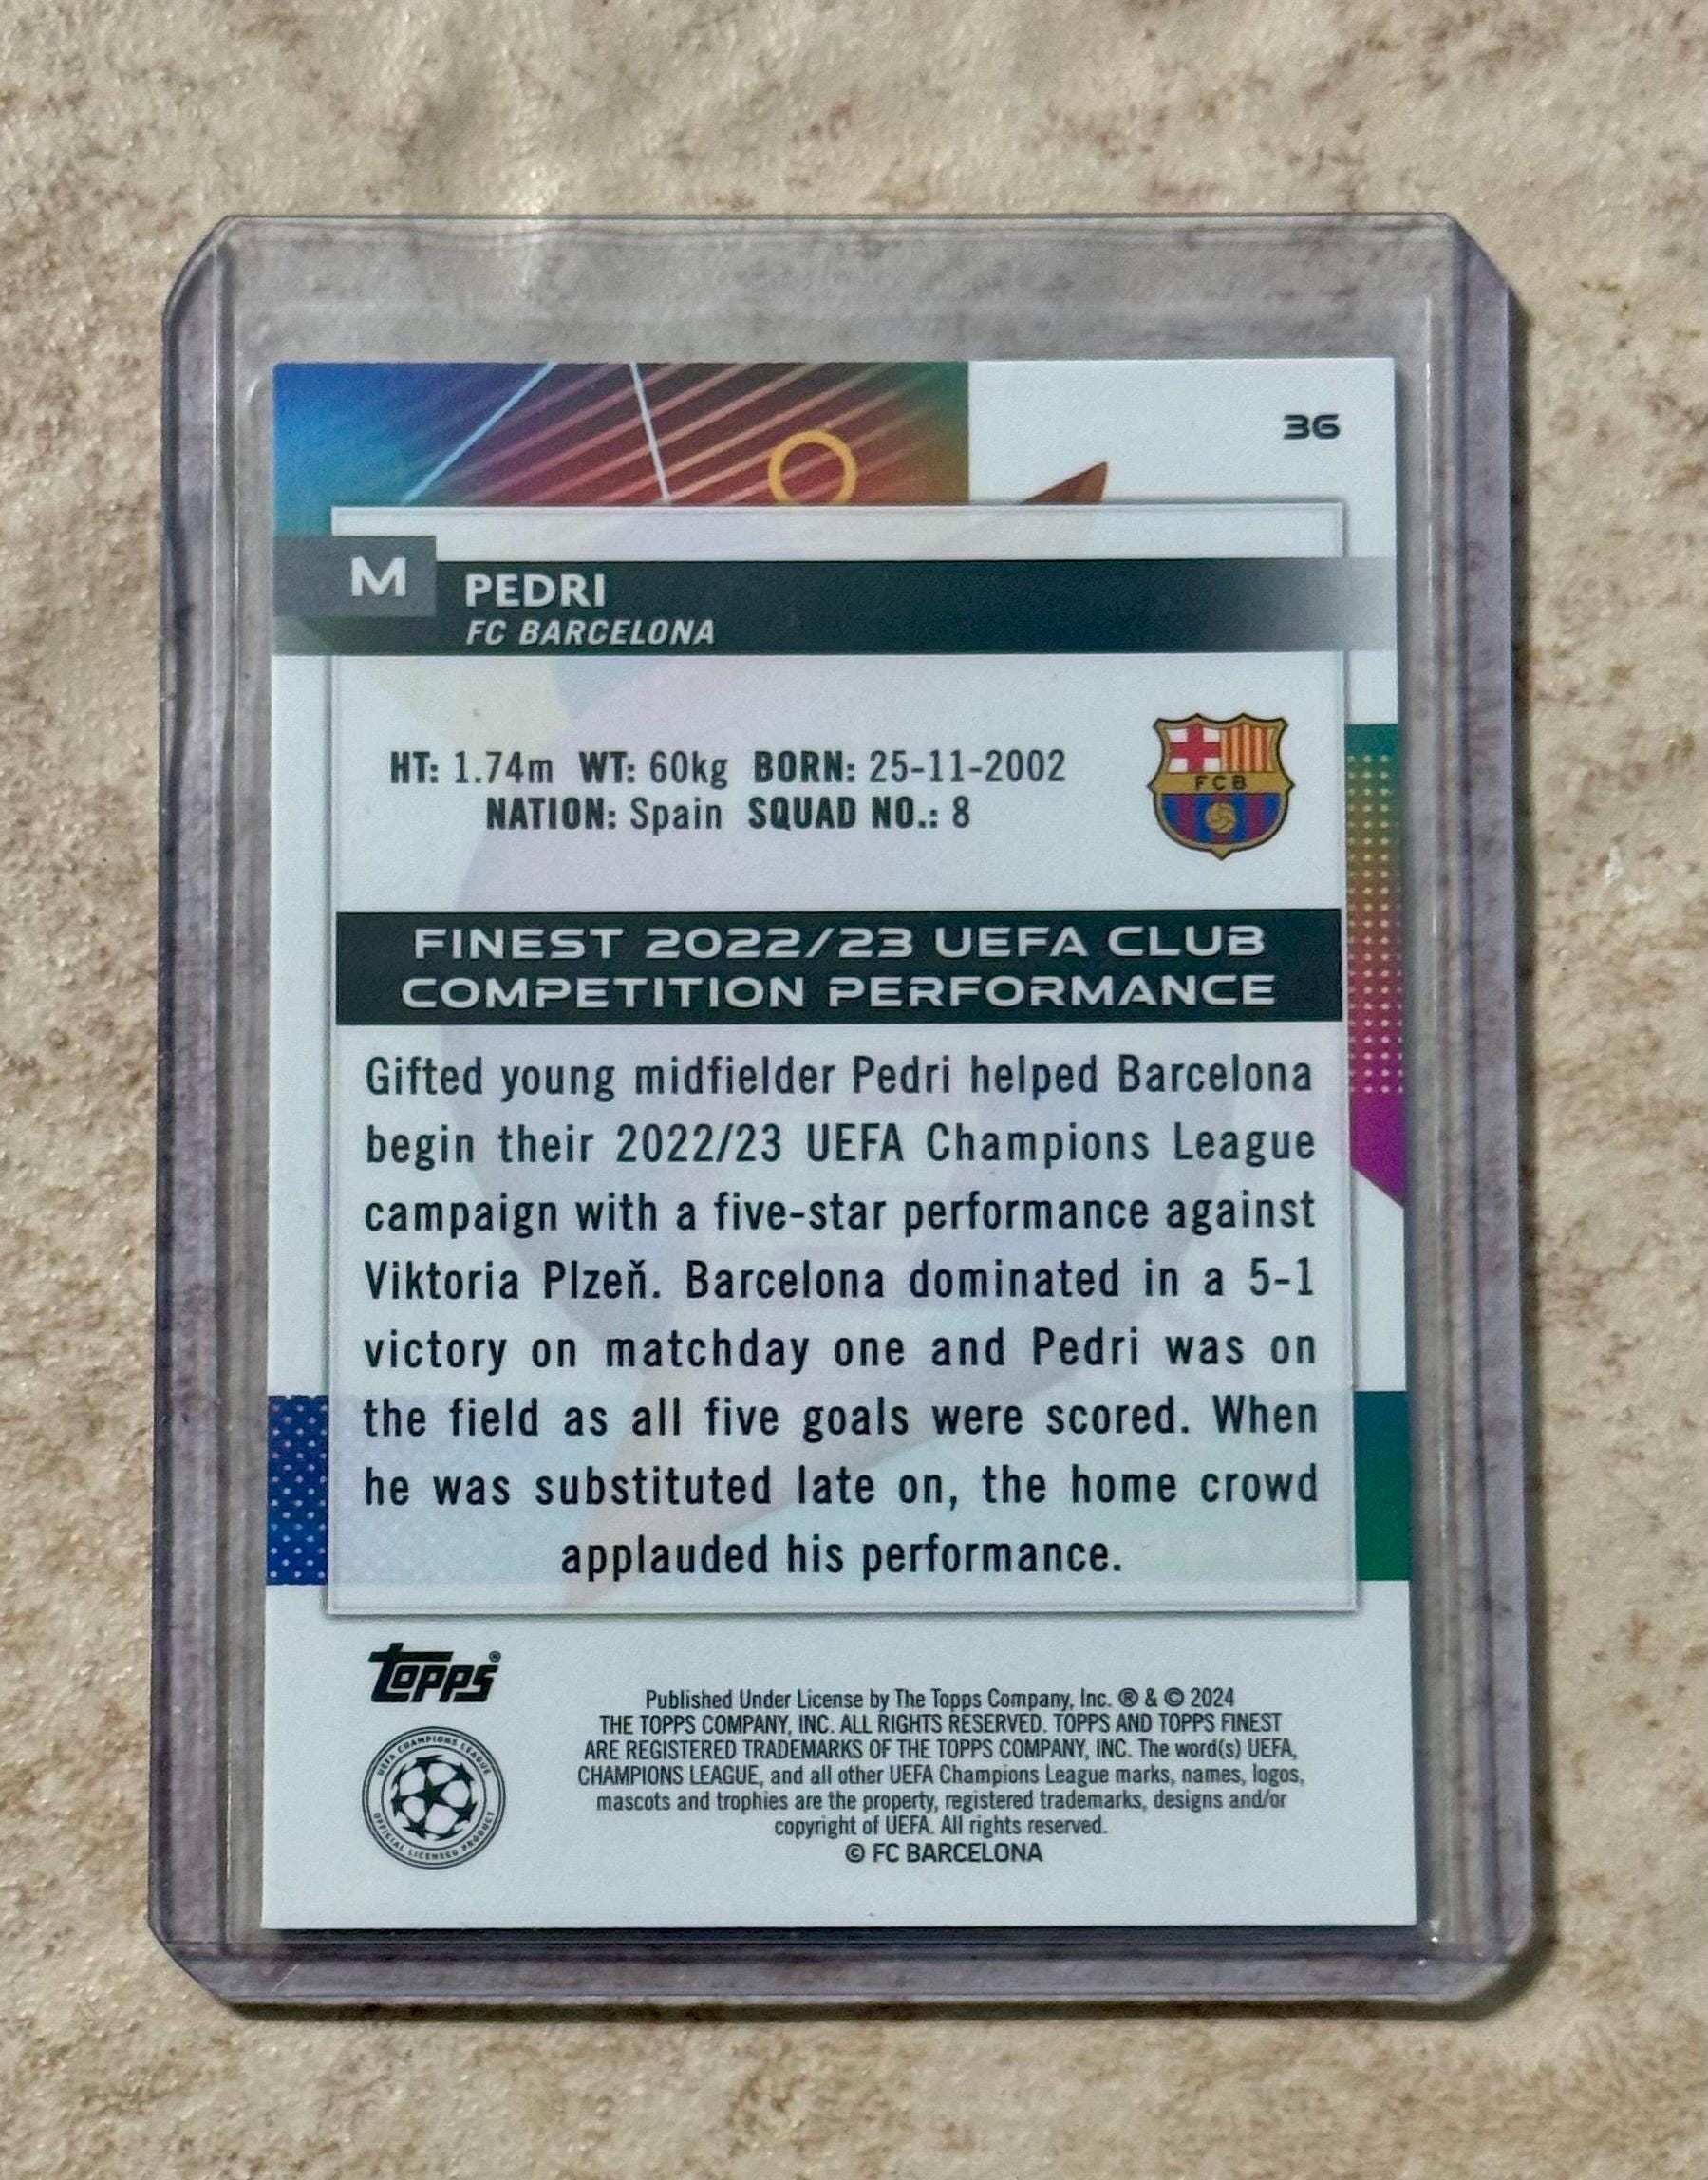 36
M
PEDRI
FC BARCELONA
HT: 1.74m WT: 60kg BORN: 25-11-2002
NATION: Spain SQUAD NO.: 8
FCB
FINEST 2022/23 UEFA CLUB
COMPETITION PERFORMANCE
Gifted young midfielder Pedri helped Barcelona
begin their 2022/23 UEFA Champions League
campaign with a five-star performance against
Viktoria Plzeň. Barcelona dominated in a 5-1
victory on matchday one and Pedri was on
the field as all five goals were scored. When
he was substituted late on, the home crowd
applauded his performance.
topps®
UEFA CHAMPIONS LEAGUE
OFFICIAL LICENSED PRODUCT
Published Under License by The Topps Company, Inc. ® & © 2024
THE TOPPS COMPANY, INC. ALL RIGHTS RESERVED. TOPPS AND TOPPS FINEST
ARE REGISTERED TRADEMARKS OF THE TOPPS COMPANY, INC. The word(s) UEFA,
CHAMPIONS LEAGUE, and all other UEFA Champions League marks, names, logos,
mascots and trophies are the property, registered trademarks, designs and/or
copyright of UEFA. All rights reserved.
© FC BARCELONA